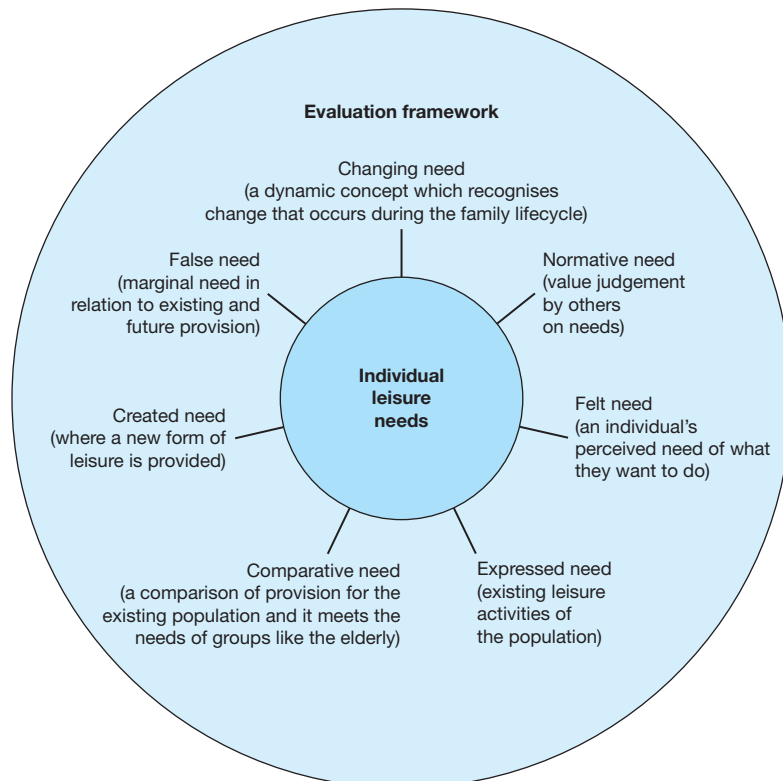 Evaluation framework
Changing need
(a dynamic concept which recognises
change that occurs during the family lifecycle)
False need
(marginal need in
relation to existing and
future provision)
Normative need
(value judgement
by others
on needs)
Individual
leisure
needs
Created need
(where a new form of
leisure is provided)
Felt need
(an individual's
perceived need of what
they want to do)
Comparative need
(a comparison of provision for the
existing population and it meets the
needs of groups like the elderly)
Expressed need
(existing leisure
activities of
the population)